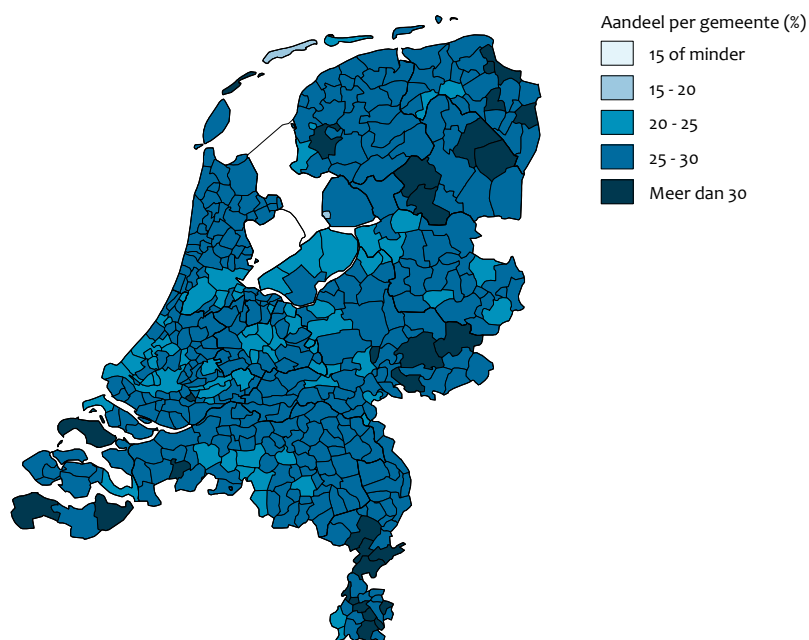 Aandeel per gemeente (%)
15 of minder
15 - 20
20 - 25
25 - 30
Meer dan 30